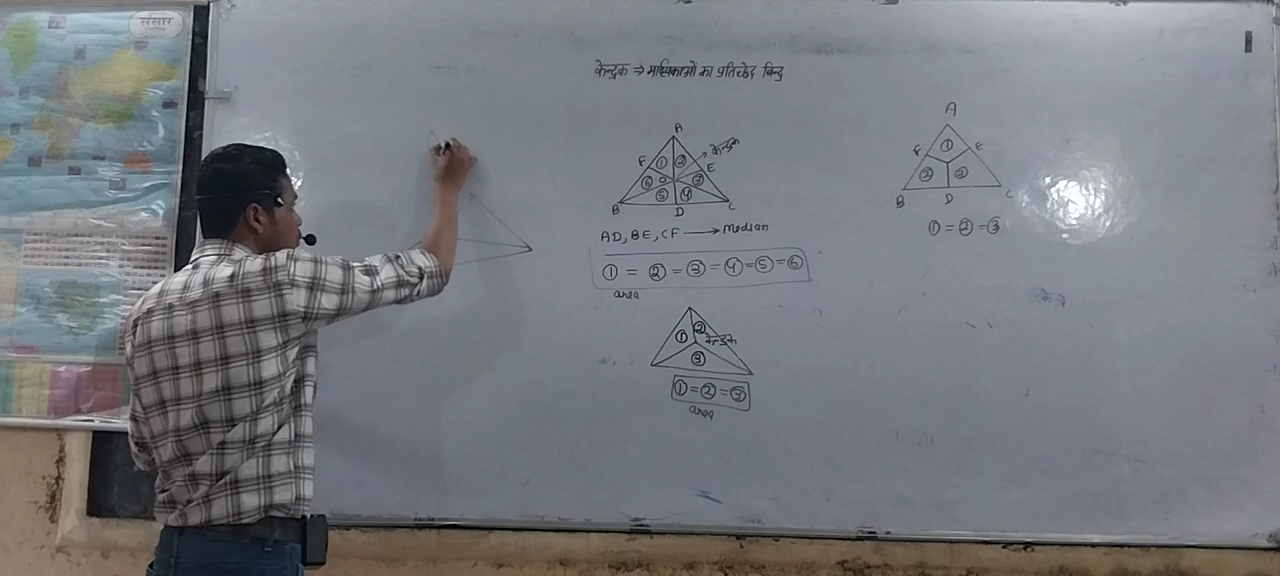 संसार
केन्द्रक ⇒ माध्यिकाओं का प्रतिच्छेद बिन्दु
A
F ① ② E केन्द्रक
⑥ O ③
⑤ ④
B D C
AD, BE, CF ⟶ Median
① = ② = ③ = ④ = ⑤ = ⑥
area
① ② केन्द्रक
③
① = ② = ③
area
A
F ① E
② ②
B D C
① = ② = ③